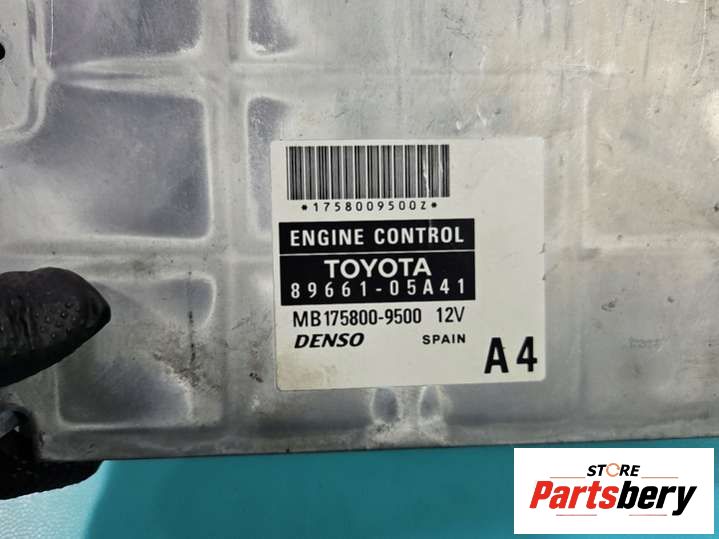 *1758009500Z*
ENGINE CONTROL
TOYOTA
89661-05A41
MB175800-9500 12V
DENSO SPAIN A4
STORE
Partsbery